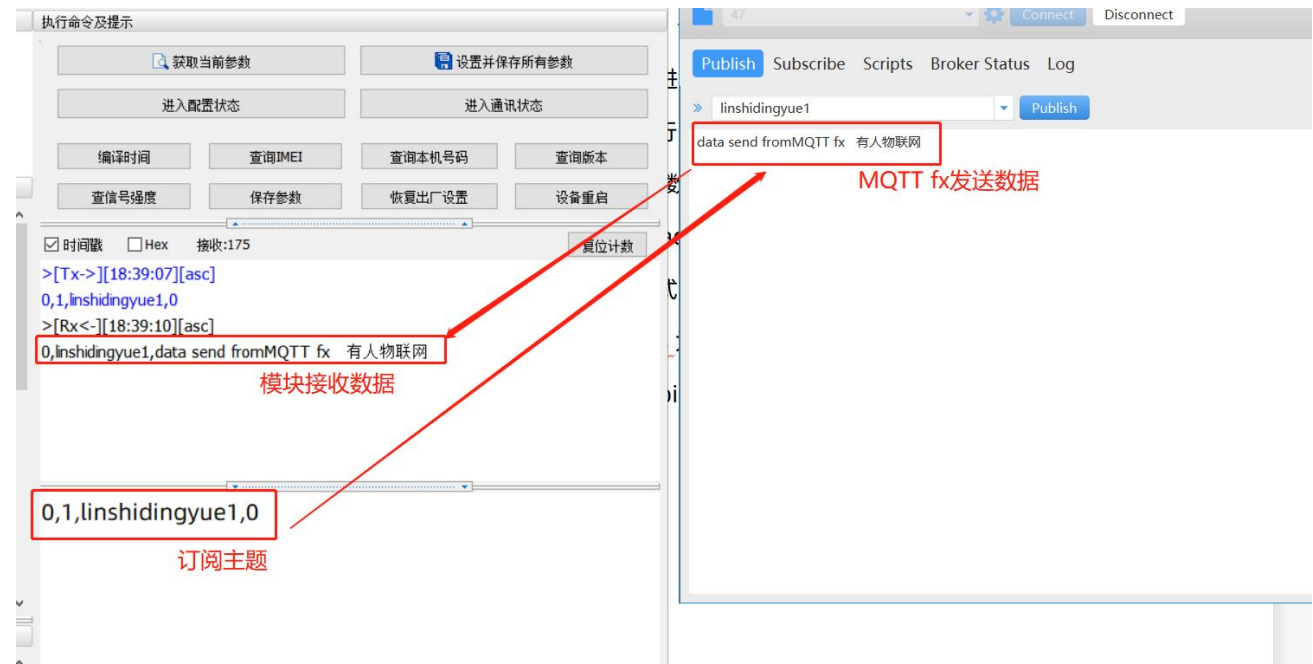 执行命令及提示
获取当前参数
设置并保存所有参数
进入配置状态
进入通讯状态
编译时间
查询IMEI
查询本机号码
查询版本
查信号强度
保存参数
恢复出厂设置
设备重启
时间戳 Hex 接收:175
复位计数
>[Tx->][18:39:07][asc]
0,1,linshidingyue1,0
>[Rx<-][18:39:10][asc]
0,linshidingyue1,data send fromMQTT fx 有人物联网
模块接收数据
0,1,linshidingyue1,0
订阅主题
47
Connect
Disconnect
Publish Subscribe Scripts Broker Status Log
» linshidingyue1
Publish
data send fromMQTT fx 有人物联网
MQTT fx发送数据